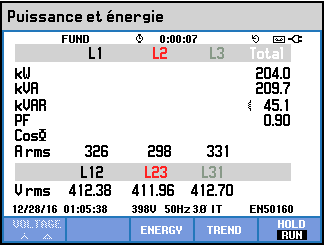 Puissance et énergie
FUND 0:00:07
L1 L2 L3 Total
kW 204.0
kVA 209.7
kVAR 45.1
PF 0.90
CosΦ
A rms 326 298 331
L12 L23 L31
V rms 412.38 411.96 412.70
12/28/16 01:05:38 398V 50Hz 3Ø IT EN50160
VOLTAGE ENERGY TREND HOLD
RUN